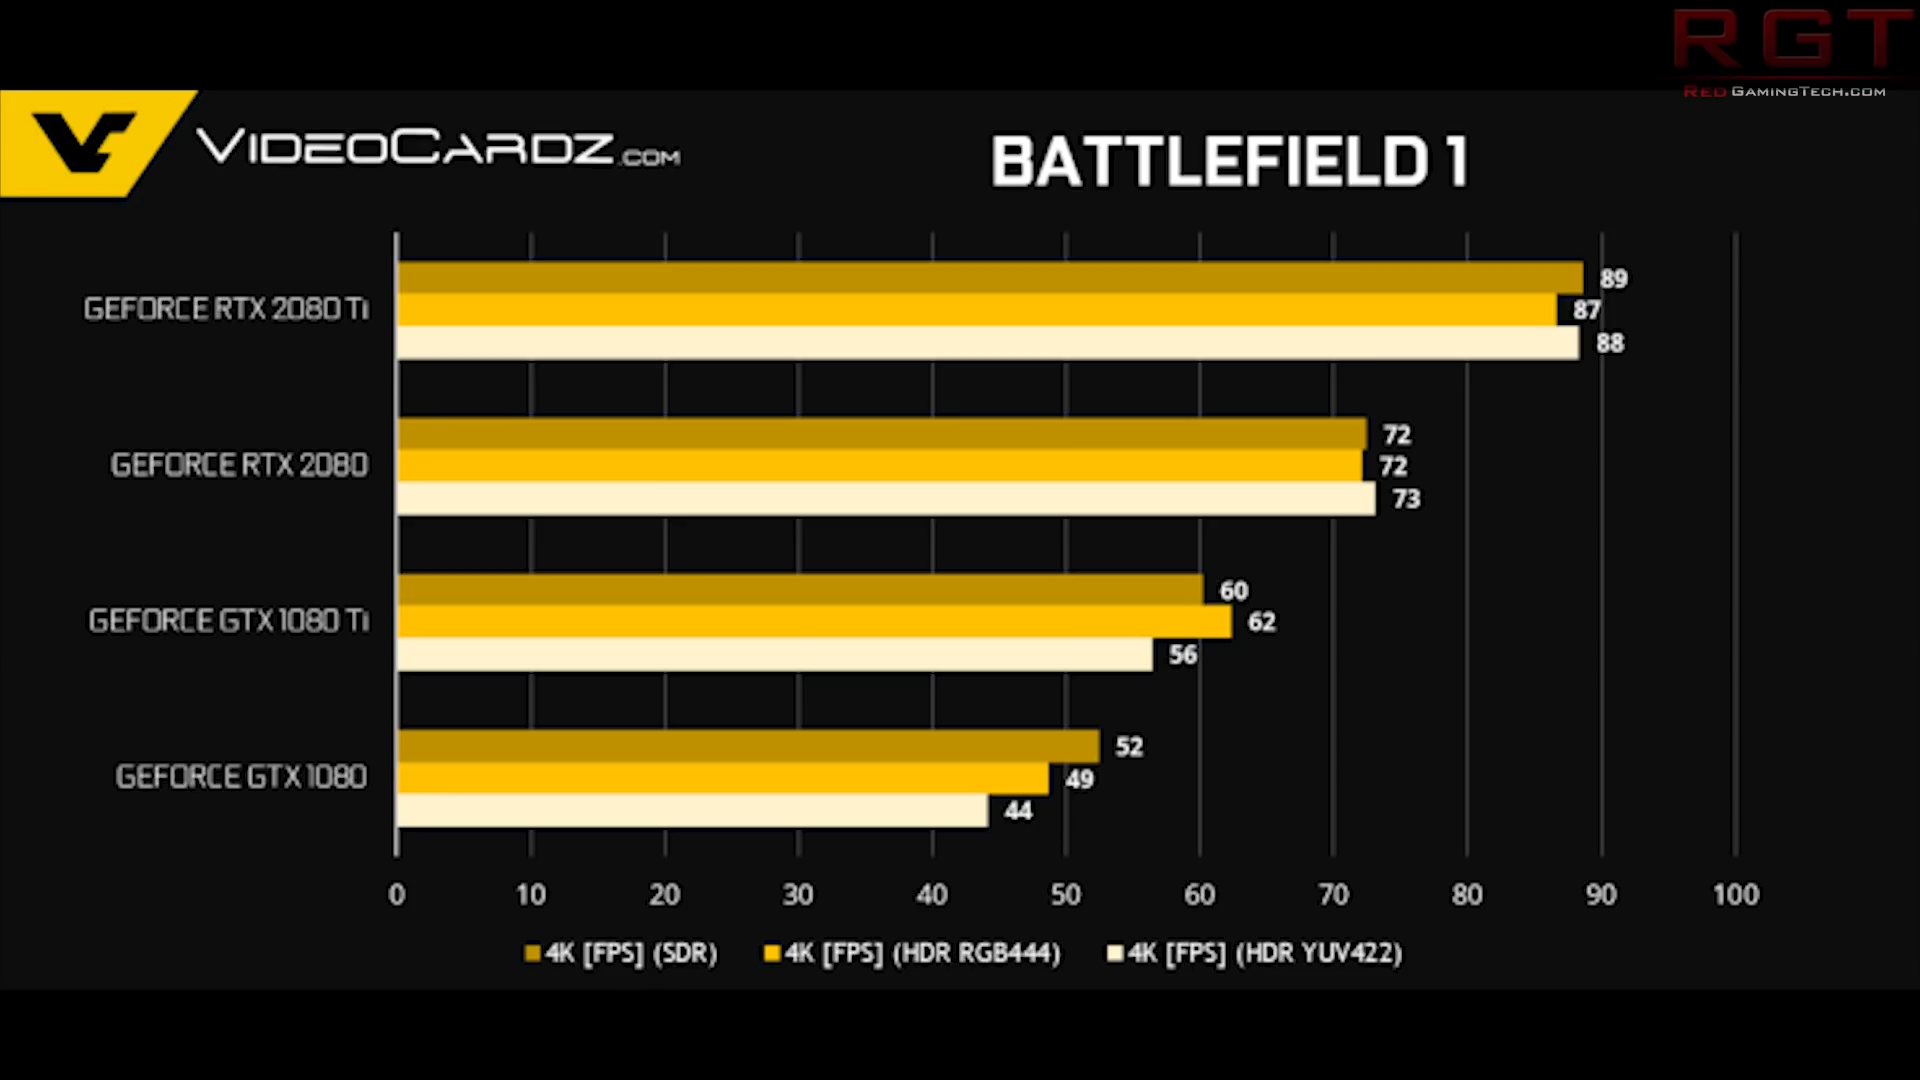 RGT
REDGAMINGTECH.COM
VIDEOCARDZ.COM
BATTLEFIELD 1
GEFORCE RTX 2080 Ti
89
87
88
GEFORCE RTX 2080
72
72
73
GEFORCE GTX 1080 Ti
60
62
56
GEFORCE GTX 1080
52
49
44
0 10 20 30 40 50 60 70 80 90 100
4K [FPS] (SDR) 4K [FPS] (HDR RGB444) 4K [FPS] (HDR YUV422)